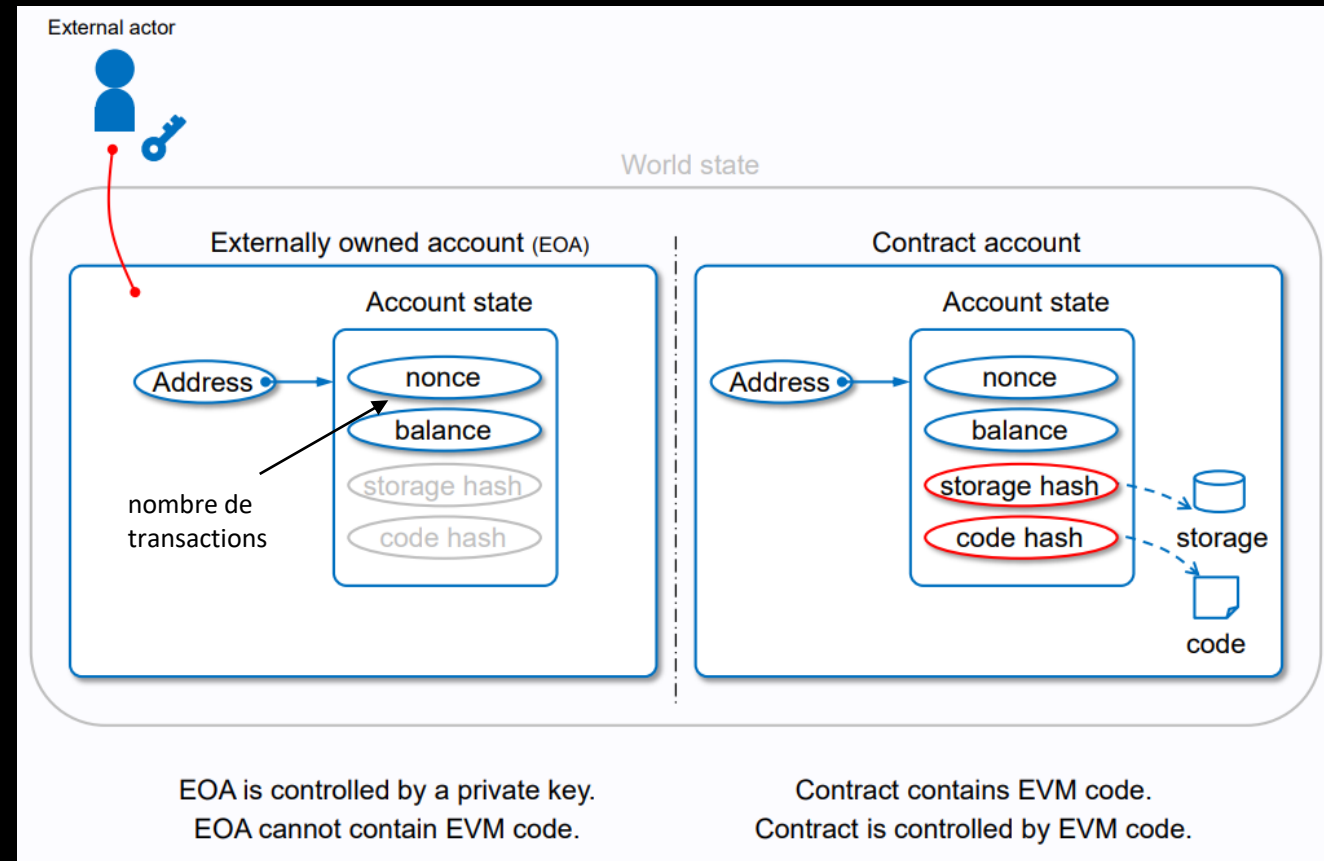 External actor
World state
Externally owned account (EOA)
Account state
Address
nonce
balance
storage hash
code hash
nombre de
transactions
Contract account
Account state
Address
nonce
balance
storage hash
code hash
storage
code
EOA is controlled by a private key.
EOA cannot contain EVM code.
Contract contains EVM code.
Contract is controlled by EVM code.